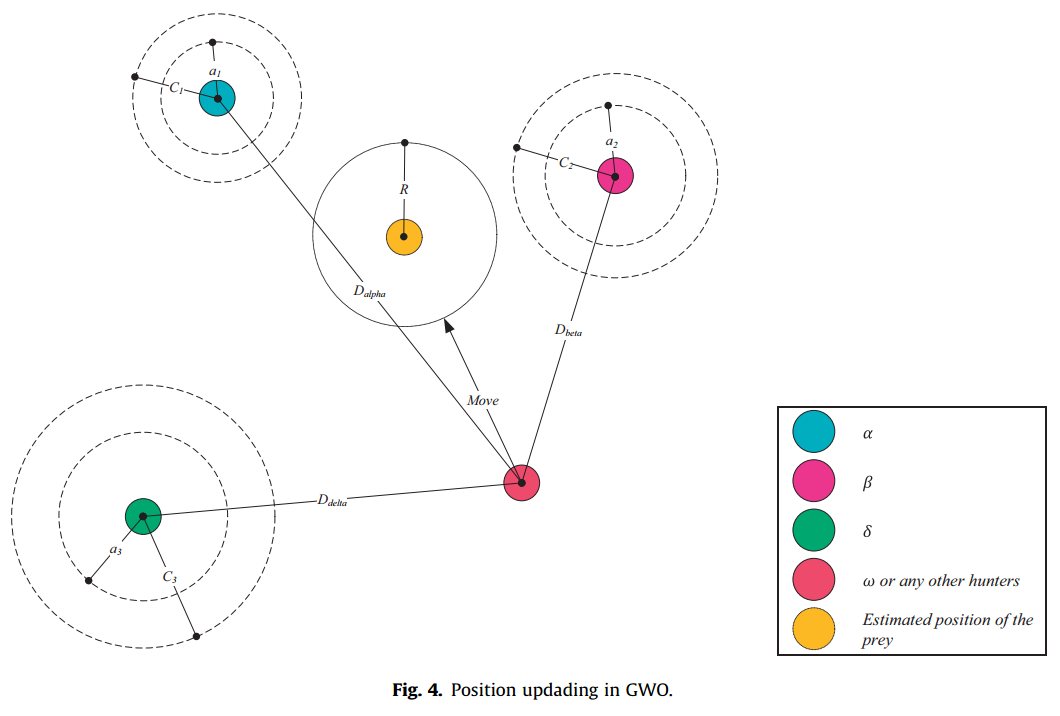 a1
C1
a2
C2
R
Dalpha
Dbeta
Move
Ddelta
a3
C3
α
β
δ
ω or any other hunters
Estimated position of the
prey
Fig. 4. Position updading in GWO.